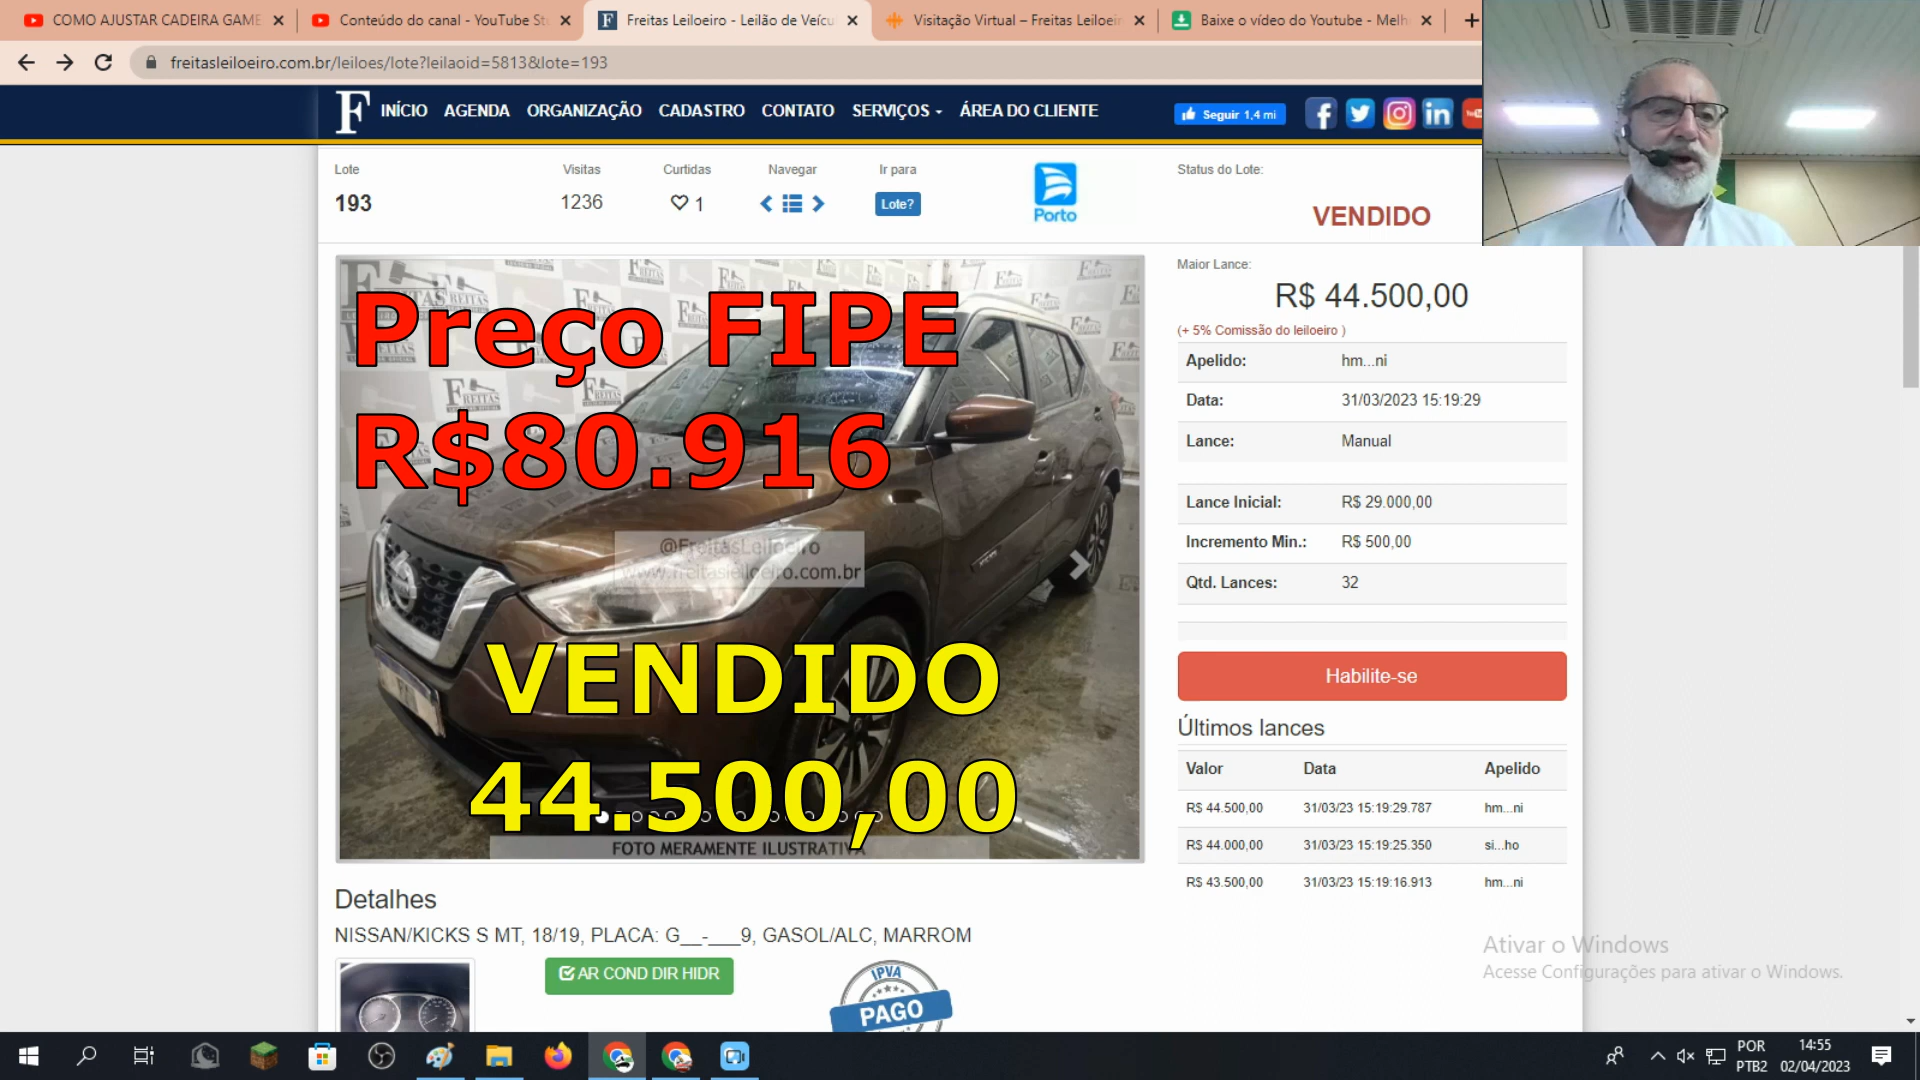 COMO AJUSTAR CADEIRA GAME
Conteúdo do canal - YouTube St
Freitas Leiloeiro - Leilão de Veícu
Visitação Virtual – Freitas Leiloeir
Baixe o vídeo do Youtube - Melh
freitasleiloeiro.com.br/leiloes/lote?leilaoid=5813&lote=193
F INÍCIO AGENDA ORGANIZAÇÃO CADASTRO CONTATO SERVIÇOS ÁREA DO CLIENTE
Seguir 1,4 mi
Lote
193
Visitas
1236
Curtidas
1
Navegar
Ir para
Lote?
Porto
Status do Lote:
VENDIDO
Preço FIPE
R$80.916
@FreitasLeiloeiro
www.freitasleiloeiro.com.br
VENDIDO
44.500,00
FOTO MERAMENTE ILUSTRATIVA
Maior Lance:
R$ 44.500,00
(+ 5% Comissão do leiloeiro )
Apelido: hm...ni
Data: 31/03/2023 15:19:29
Lance: Manual
Lance Inicial: R$ 29.000,00
Incremento Min.: R$ 500,00
Qtd. Lances: 32
Habilite-se
Últimos lances
Valor Data Apelido
R$ 44.500,00 31/03/23 15:19:29.787 hm...ni
R$ 44.000,00 31/03/23 15:19:25.350 si...ho
R$ 43.500,00 31/03/23 15:19:16.913 hm...ni
Detalhes
NISSAN/KICKS S MT, 18/19, PLACA: G__-___9, GASOL/ALC, MARROM
AR COND DIR HIDR
IPVA
PAGO
Ativar o Windows
Acesse Configurações para ativar o Windows.
POR
PTB2
14:55
02/04/2023